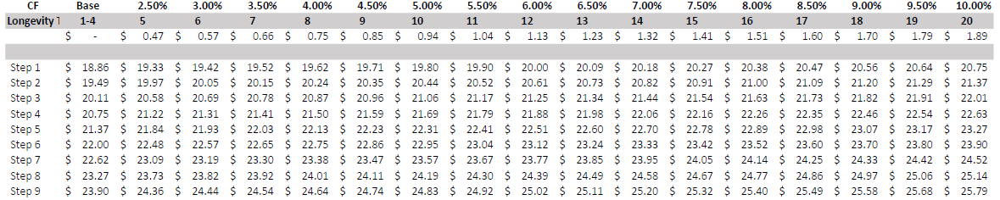 CF Base 2.50% 3.00% 3.50% 4.00% 4.50% 5.00% 5.50% 6.00% 6.50% 7.00% 7.50% 8.00% 8.50% 9.00% 9.50% 10.00%
Longevity 1-4 5 6 7 8 9 10 11 12 13 14 15 16 17 18 19 20
$ - $ 0.47 $ 0.57 $ 0.66 $ 0.75 $ 0.85 $ 0.94 $ 1.04 $ 1.13 $ 1.23 $ 1.32 $ 1.41 $ 1.51 $ 1.60 $ 1.70 $ 1.79 $ 1.89
Step 1 $ 18.86 $ 19.33 $ 19.42 $ 19.52 $ 19.62 $ 19.71 $ 19.80 $ 19.90 $ 20.00 $ 20.09 $ 20.18 $ 20.27 $ 20.38 $ 20.47 $ 20.56 $ 20.64 $ 20.75
Step 2 $ 19.49 $ 19.97 $ 20.05 $ 20.15 $ 20.24 $ 20.35 $ 20.44 $ 20.52 $ 20.61 $ 20.73 $ 20.82 $ 20.91 $ 21.00 $ 21.09 $ 21.20 $ 21.29 $ 21.37
Step 3 $ 20.11 $ 20.58 $ 20.69 $ 20.78 $ 20.87 $ 20.96 $ 21.06 $ 21.17 $ 21.25 $ 21.34 $ 21.44 $ 21.54 $ 21.63 $ 21.73 $ 21.82 $ 21.91 $ 22.01
Step 4 $ 20.75 $ 21.22 $ 21.31 $ 21.41 $ 21.50 $ 21.59 $ 21.69 $ 21.79 $ 21.88 $ 21.98 $ 22.06 $ 22.16 $ 22.26 $ 22.35 $ 22.46 $ 22.54 $ 22.63
Step 5 $ 21.37 $ 21.84 $ 21.93 $ 22.03 $ 22.13 $ 22.23 $ 22.31 $ 22.41 $ 22.51 $ 22.60 $ 22.70 $ 22.78 $ 22.89 $ 22.98 $ 23.07 $ 23.17 $ 23.27
Step 6 $ 22.00 $ 22.48 $ 22.57 $ 22.65 $ 22.75 $ 22.86 $ 22.95 $ 23.04 $ 23.12 $ 23.24 $ 23.33 $ 23.42 $ 23.52 $ 23.60 $ 23.70 $ 23.80 $ 23.90
Step 7 $ 22.62 $ 23.09 $ 23.19 $ 23.30 $ 23.38 $ 23.47 $ 23.57 $ 23.67 $ 23.77 $ 23.85 $ 23.95 $ 24.05 $ 24.14 $ 24.25 $ 24.33 $ 24.42 $ 24.52
Step 8 $ 23.27 $ 23.73 $ 23.82 $ 23.92 $ 24.01 $ 24.11 $ 24.19 $ 24.30 $ 24.39 $ 24.49 $ 24.58 $ 24.67 $ 24.77 $ 24.86 $ 24.97 $ 25.06 $ 25.14
Step 9 $ 23.90 $ 24.36 $ 24.44 $ 24.54 $ 24.64 $ 24.74 $ 24.83 $ 24.92 $ 25.02 $ 25.11 $ 25.20 $ 25.32 $ 25.40 $ 25.49 $ 25.58 $ 25.68 $ 25.79